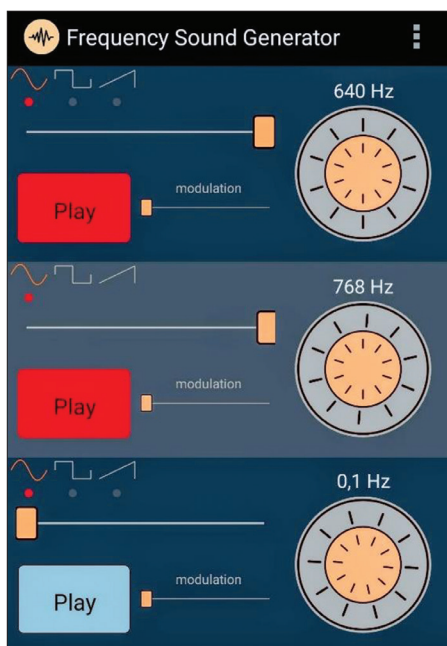 Frequency Sound Generator
640 Hz
modulation
Play
768 Hz
modulation
Play
0,1 Hz
modulation
Play